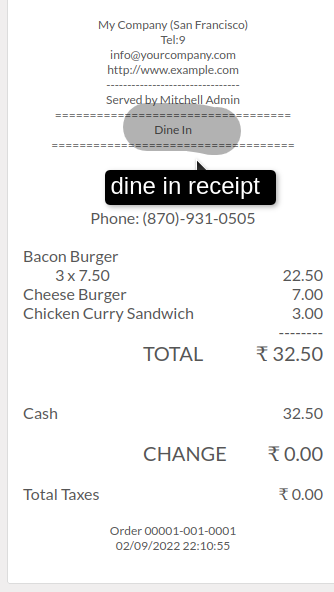 My Company (San Francisco)
Tel:9
info@yourcompany.com
http://www.example.com
--------------------------------
Served by Mitchell Admin
==================================
Dine In
===================================
dine in receipt
Phone: (870)-931-0505
Bacon Burger
3 x 7.50 22.50
Cheese Burger 7.00
Chicken Curry Sandwich 3.00
--------
TOTAL ₹ 32.50
Cash 32.50
CHANGE ₹ 0.00
Total Taxes ₹ 0.00
Order 00001-001-0001
02/09/2022 22:10:55